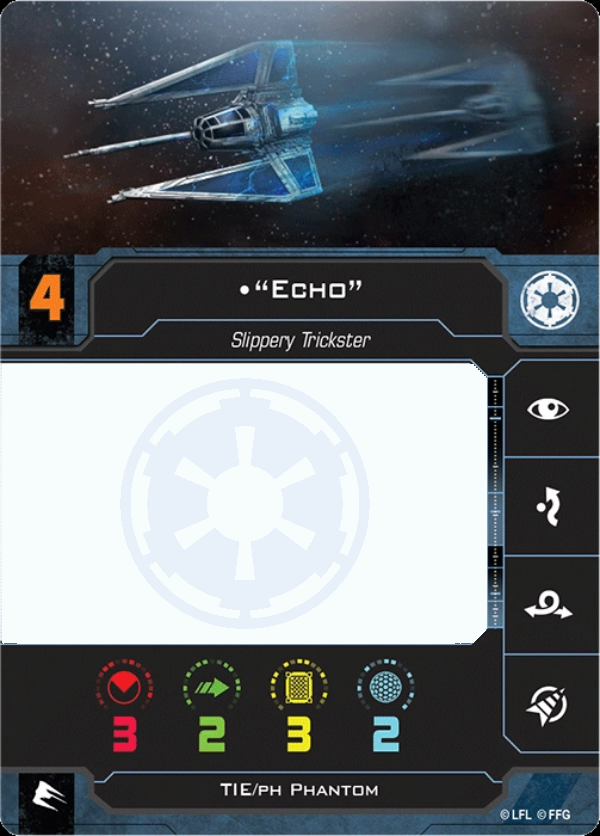 4
•“Echo”
Slippery Trickster
3 2 3 2
TIE/ph Phantom
© LFL © FFG